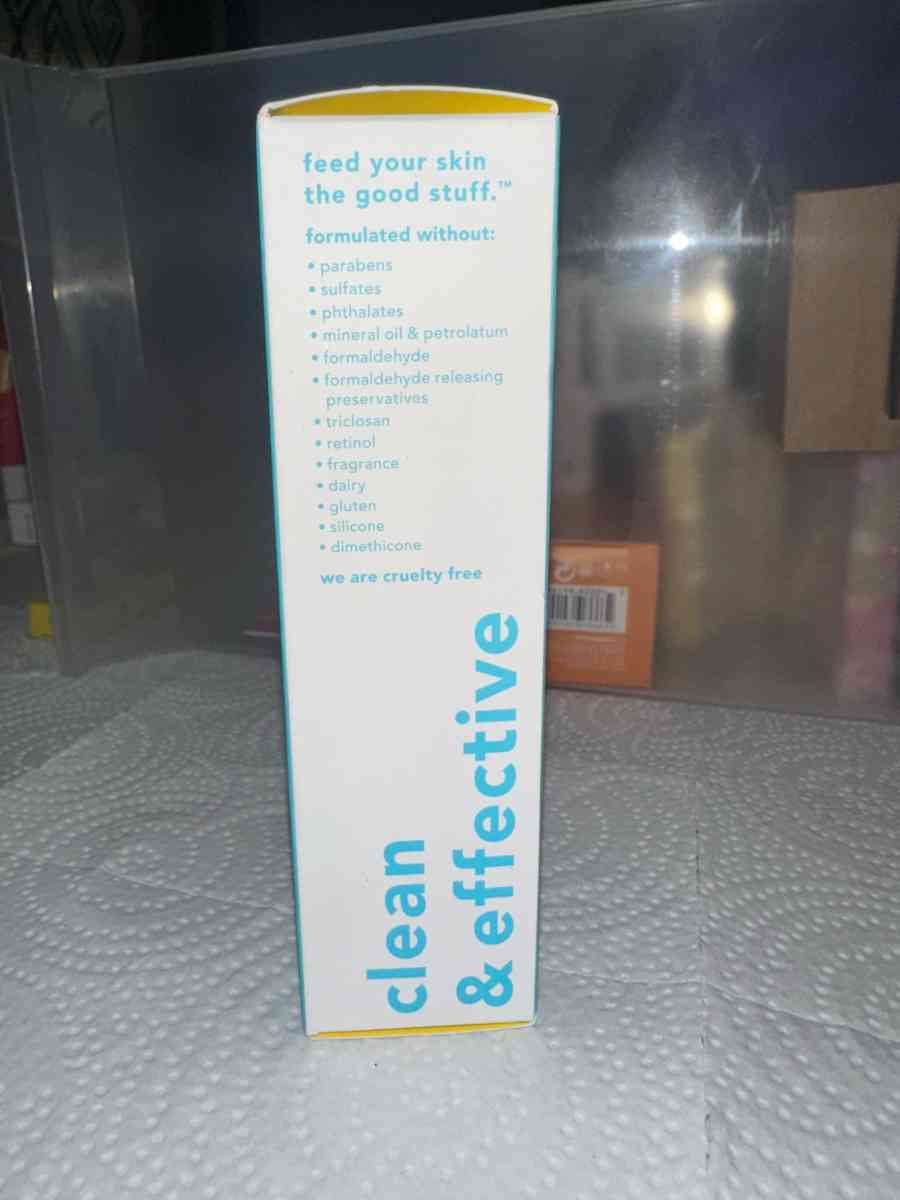 feed your skin
the good stuff.™
formulated without:
• parabens
• sulfates
• phthalates
• mineral oil & petrolatum
• formaldehyde
• formaldehyde releasing
preservatives
• triclosan
• retinol
• fragrance
• dairy
• gluten
• silicone
• dimethicone
we are cruelty free
clean
& effective